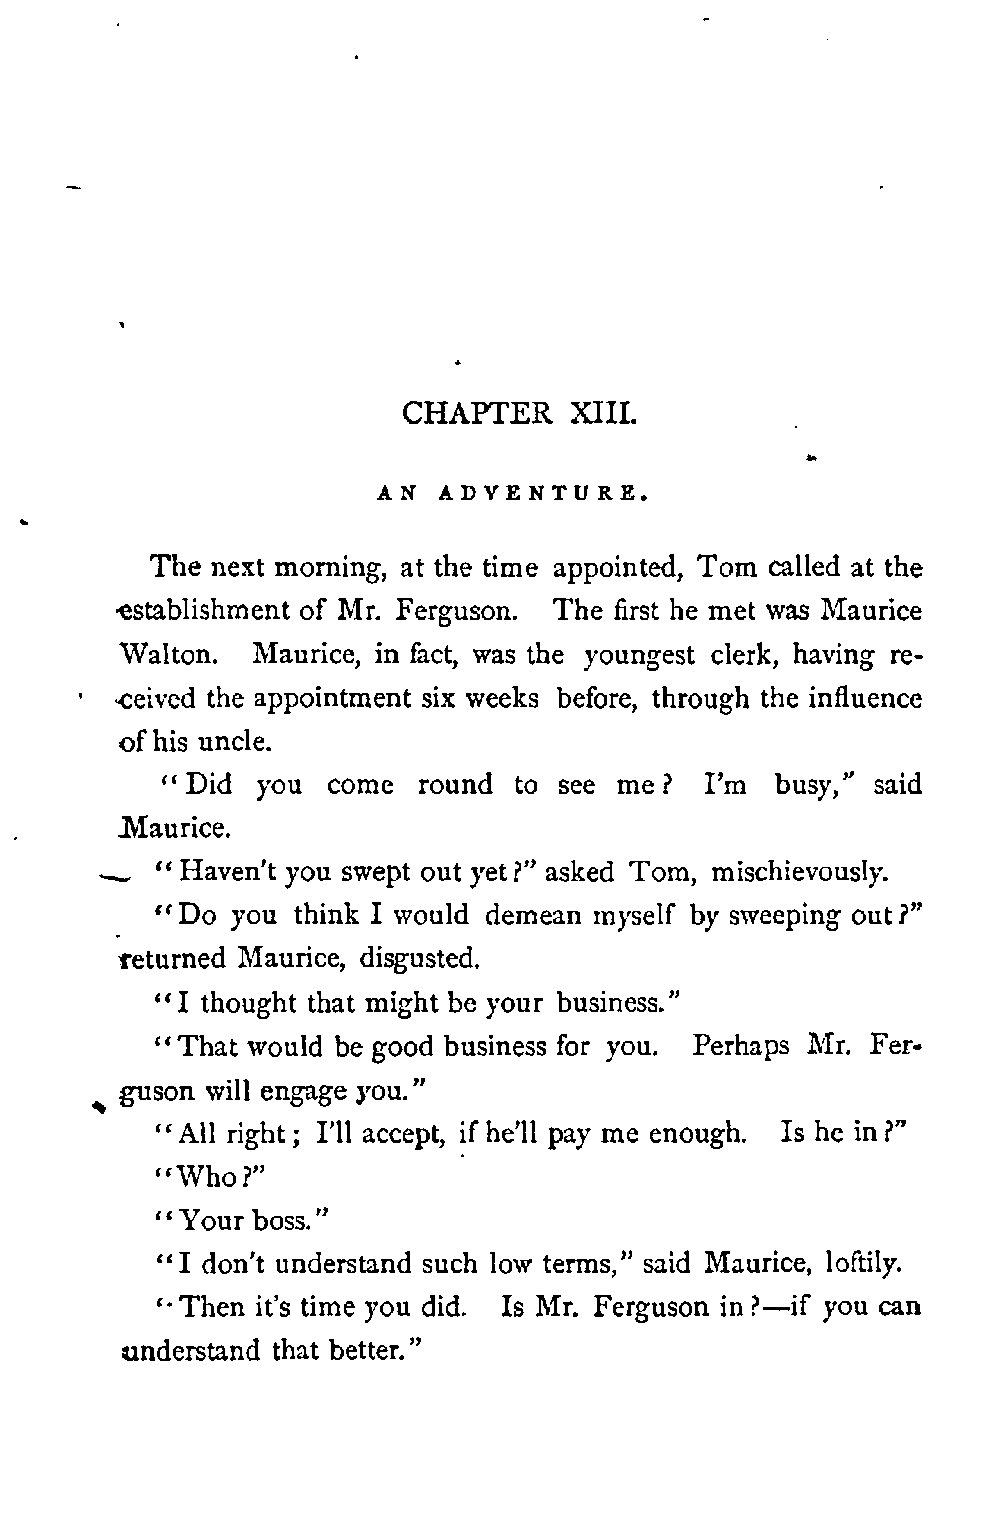 CHAPTER XIII.
AN ADVENTURE.
The next morning, at the time appointed, Tom called at the
establishment of Mr. Ferguson. The first he met was Maurice
Walton. Maurice, in fact, was the youngest clerk, having re-
ceived the appointment six weeks before, through the influence
of his uncle.
"Did you come round to see me? I'm busy," said
Maurice.
"Haven't you swept out yet?" asked Tom, mischievously.
"Do you think I would demean myself by sweeping out?"
returned Maurice, disgusted.
"I thought that might be your business."
"That would be good business for you. Perhaps Mr. Fer-
guson will engage you."
"All right; I'll accept, if he'll pay me enough. Is he in?"
"Who?"
"Your boss."
"I don't understand such low terms," said Maurice, loftily.
"Then it's time you did. Is Mr. Ferguson in?—if you can
understand that better."